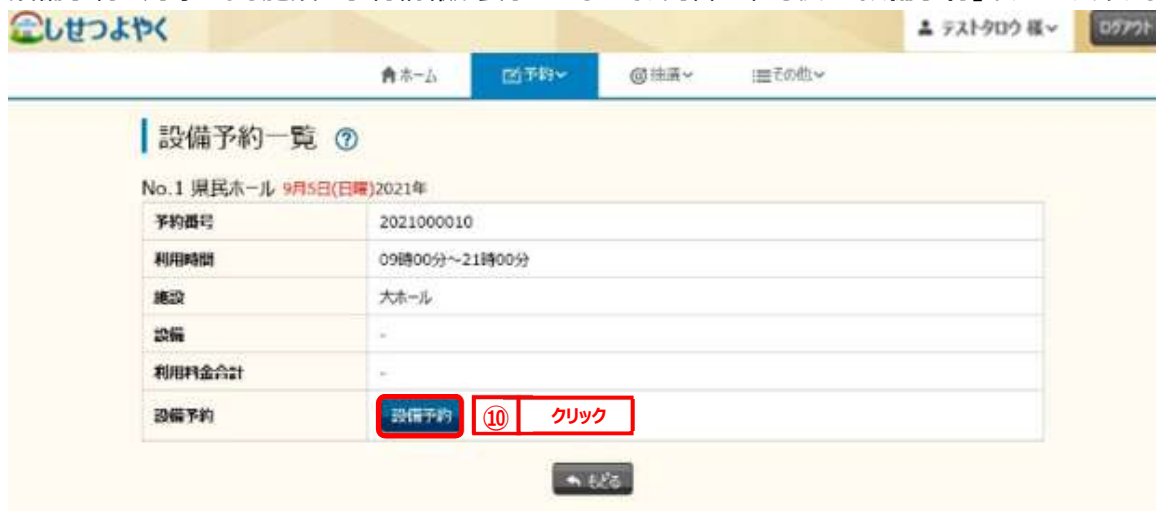 しせつよやく
テストタロウ 様
ログアウト
ホーム
予約
抽選
その他
設備予約一覧
No.1 県民ホール 9月5日(日曜)2021年
予約番号 2021000010
利用時間 09時00分～21時00分
施設 大ホール
設備 -
利用料金合計 -
設備予約 設備予約 ⑩ クリック
もどる